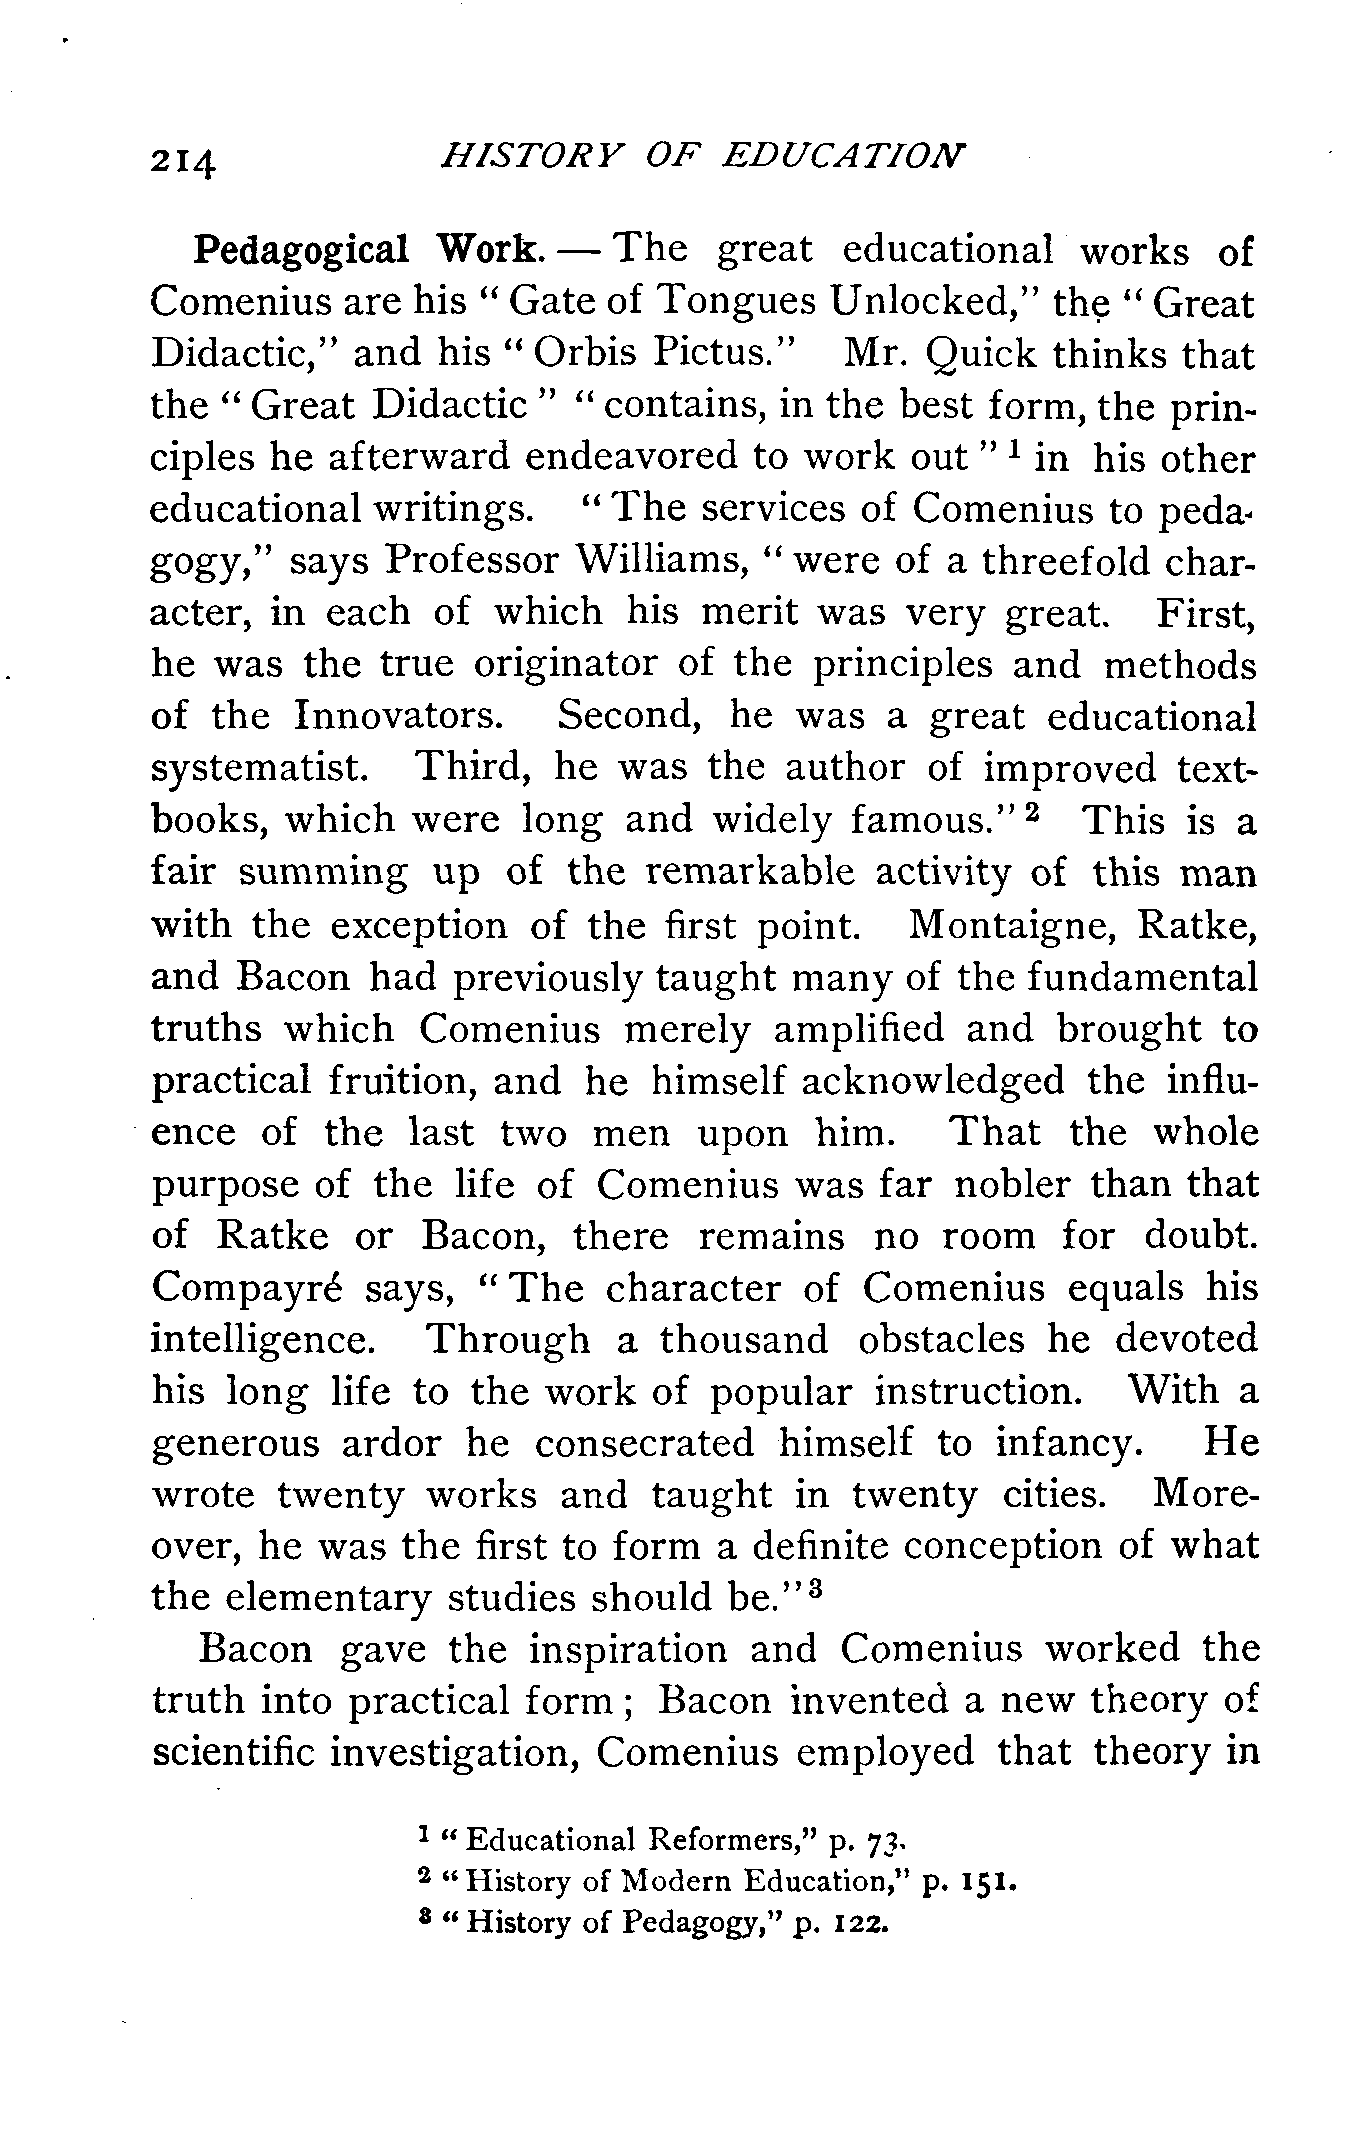 214 HISTORY OF EDUCATION
Pedagogical Work. — The great educational works of
Comenius are his “ Gate of Tongues Unlocked,” the “ Great
Didactic,” and his “ Orbis Pictus.” Mr. Quick thinks that
the “ Great Didactic ” “ contains, in the best form, the prin-
ciples he afterward endeavored to work out ” ¹ in his other
educational writings. “ The services of Comenius to peda-
gogy,” says Professor Williams, “ were of a threefold char-
acter, in each of which his merit was very great. First,
he was the true originator of the principles and methods
of the Innovators. Second, he was a great educational
systematist. Third, he was the author of improved text-
books, which were long and widely famous.” ² This is a
fair summing up of the remarkable activity of this man
with the exception of the first point. Montaigne, Ratke,
and Bacon had previously taught many of the fundamental
truths which Comenius merely amplified and brought to
practical fruition, and he himself acknowledged the influ-
ence of the last two men upon him. That the whole
purpose of the life of Comenius was far nobler than that
of Ratke or Bacon, there remains no room for doubt.
Compayré says, “ The character of Comenius equals his
intelligence. Through a thousand obstacles he devoted
his long life to the work of popular instruction. With a
generous ardor he consecrated himself to infancy. He
wrote twenty works and taught in twenty cities. More-
over, he was the first to form a definite conception of what
the elementary studies should be.” ³
Bacon gave the inspiration and Comenius worked the
truth into practical form ; Bacon invented a new theory of
scientific investigation, Comenius employed that theory in
¹ “ Educational Reformers,” p. 73.
² “ History of Modern Education,” p. 151.
³ “ History of Pedagogy,” p. 122.